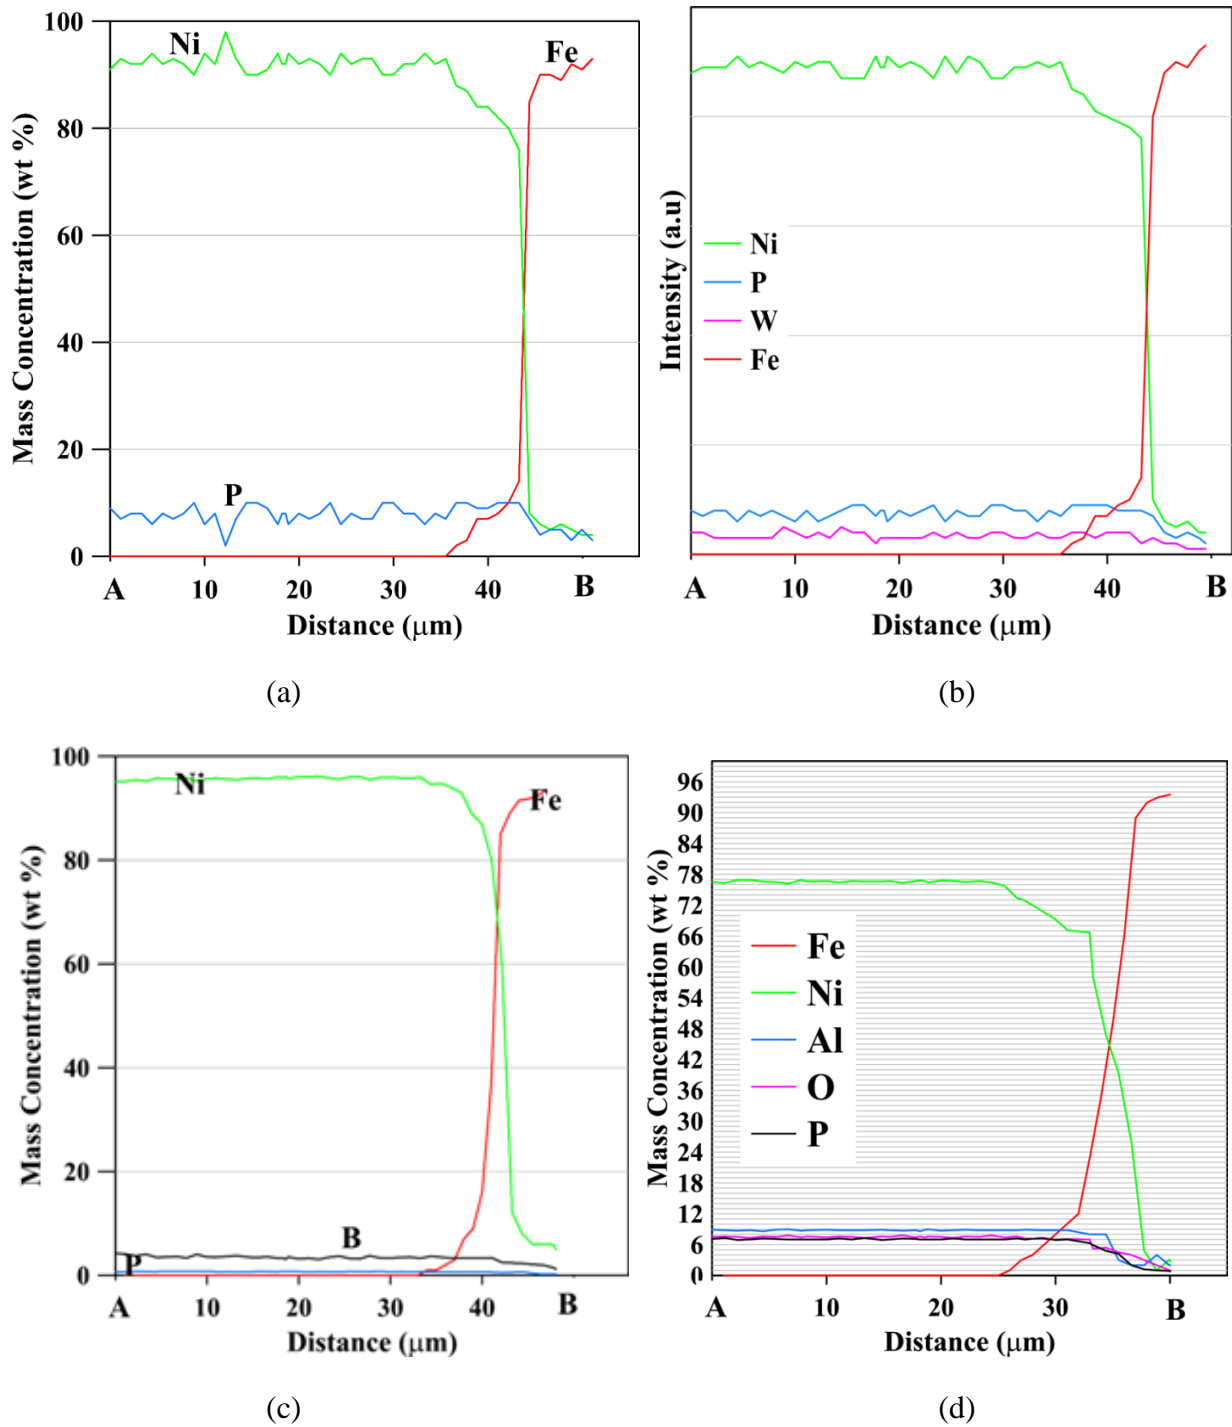 100
80
60
40
20
0
Mass Concentration (wt %)
Ni
Fe
P
A
10
20
30
40
B
Distance (μm)
(a)
Intensity (a.u)
Ni
P
W
Fe
A
10
20
30
40
B
Distance (μm)
(b)
100
80
60
40
20
0
Mass Concentration (wt %)
Ni
Fe
B
P
A
10
20
30
40
B
Distance (μm)
(c)
96
90
84
78
72
66
60
54
48
42
36
30
24
18
12
6
0
Mass Concentration (wt %)
Fe
Ni
Al
O
P
A
10
20
30
B
Distance (μm)
(d)